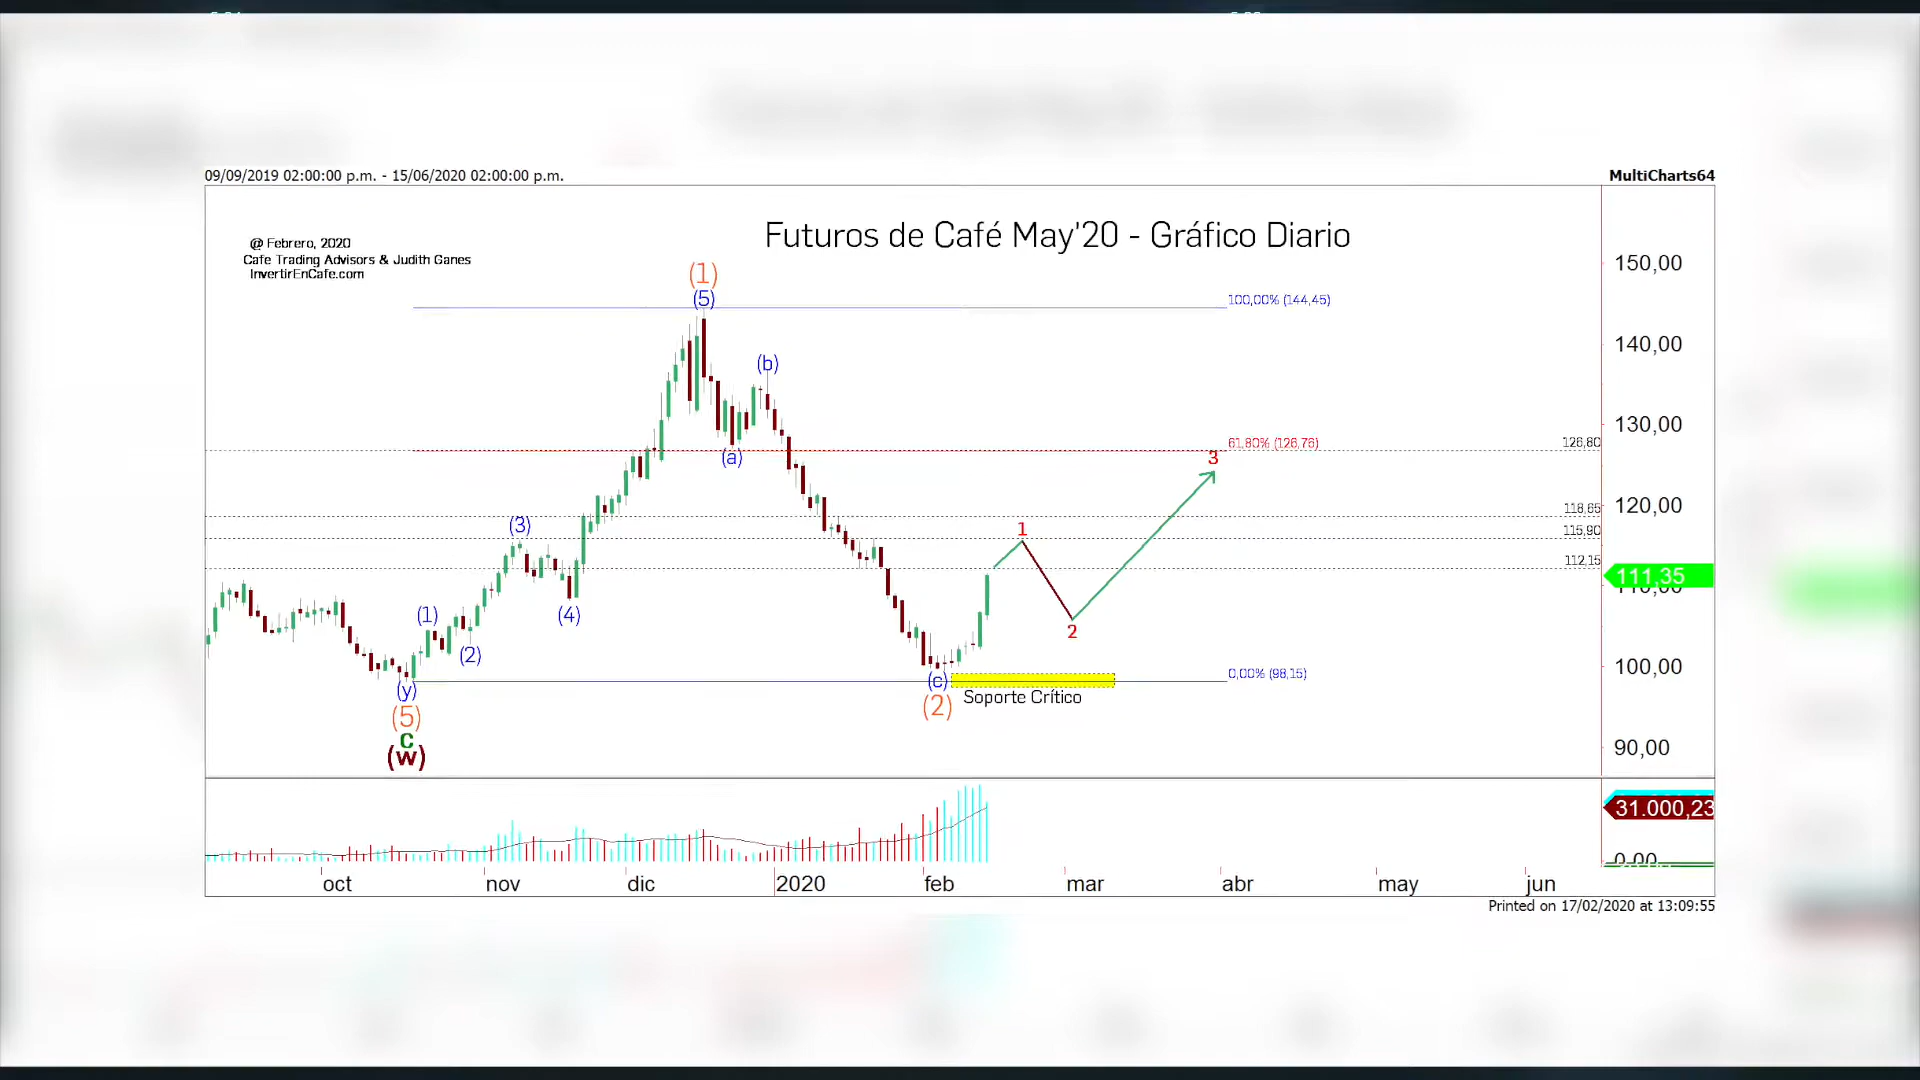 09/09/2019 02:00:00 p.m. - 15/06/2020 02:00:00 p.m.
MultiCharts64
Futuros de Café May'20 - Gráfico Diario
@ Febrero, 2020
Cafe Trading Advisors & Judith Ganes
InvertirEnCafe.com
150,00
(1)
(5)
100,00% (144,45)
140,00
(b)
130,00
61,80% (126,76)
126,80
(a)
3
120,00
118,65
(3)
1
115,90
112,15
111,35
(1)
(4)
2
(2)
100,00
0,00% (98,15)
(y)
(c)
Soporte Crítico
(5)
(2)
C
(W)
90,00
31.000,23
0,00
oct nov dic 2020 feb mar abr may jun
Printed on 17/02/2020 at 13:09:55